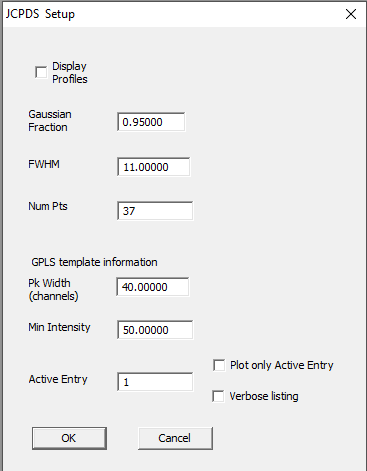 JCPDS Setup
Display
Profiles
Gaussian
Fraction
0.95000
FWHM
11.00000
Num Pts
37
GPLS template information
Pk Width
(channels)
40.00000
Min Intensity
50.00000
Plot only Active Entry
Active Entry
1
Verbose listing
OK
Cancel